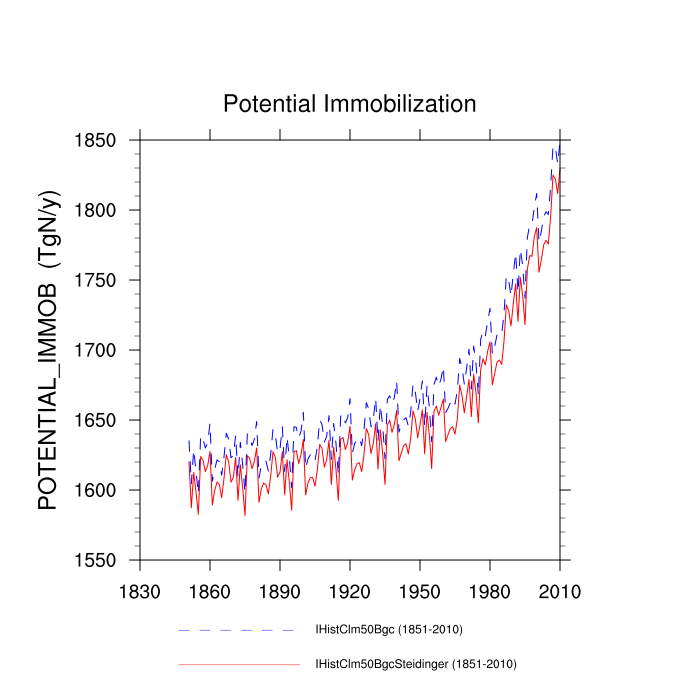 Potential Immobilization
POTENTIAL_IMMOB (TgN/y)
1850
1800
1750
1700
1650
1600
1550
1830 1860 1890 1920 1950 1980 2010
IHistClm50Bgc (1851-2010)
IHistClm50BgcSteidinger (1851-2010)